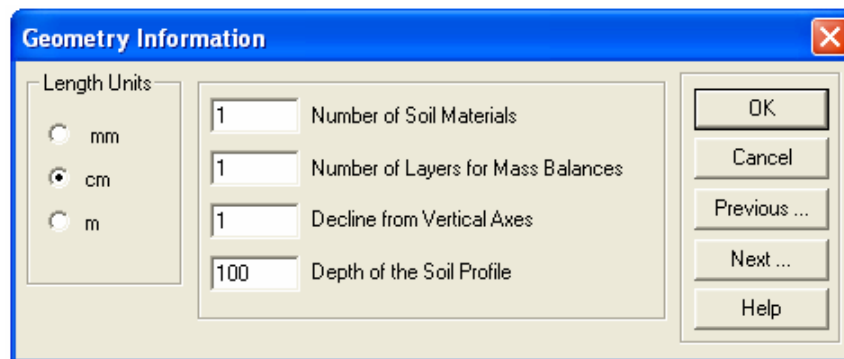 Geometry Information
Length Units
mm
cm
m
1 Number of Soil Materials
1 Number of Layers for Mass Balances
1 Decline from Vertical Axes
100 Depth of the Soil Profile
OK
Cancel
Previous ...
Next ...
Help